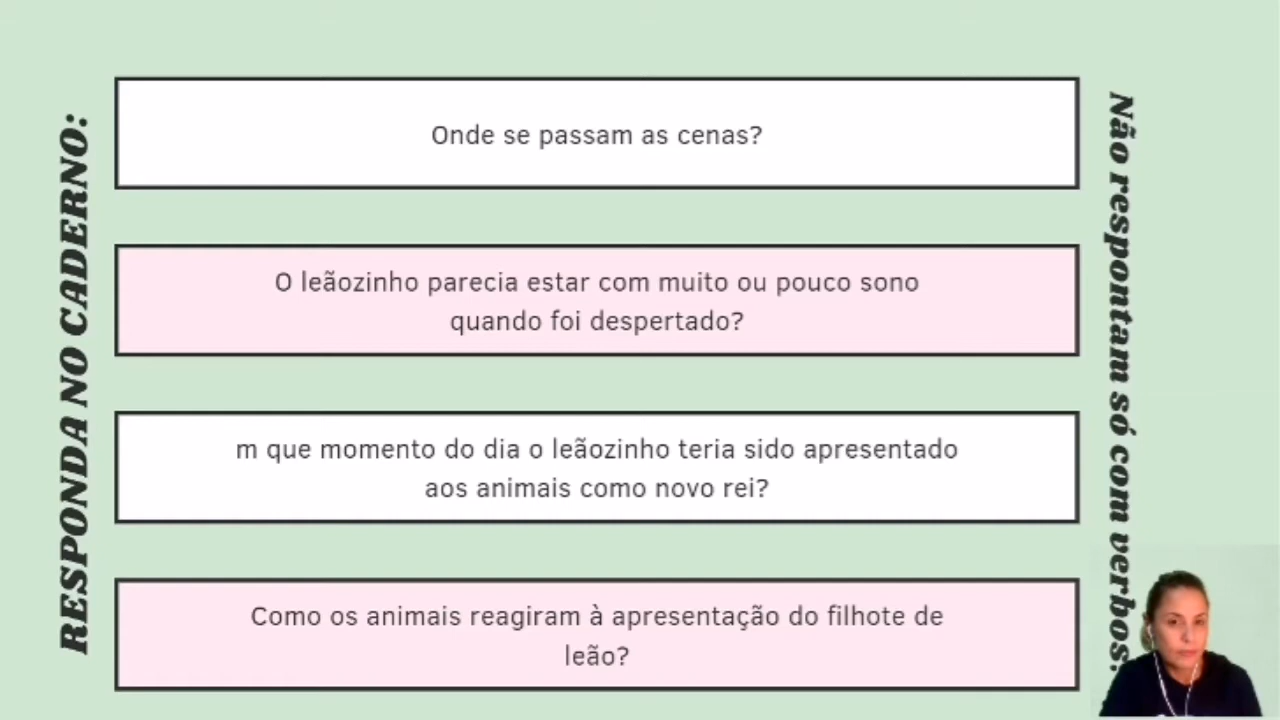 RESPONDA NO CADERNO:
Onde se passam as cenas?
O leãozinho parecia estar com muito ou pouco sono
quando foi despertado?
m que momento do dia o leãozinho teria sido apresentado
aos animais como novo rei?
Como os animais reagiram à apresentação do filhote de
leão?
Não respontam só com verbos.